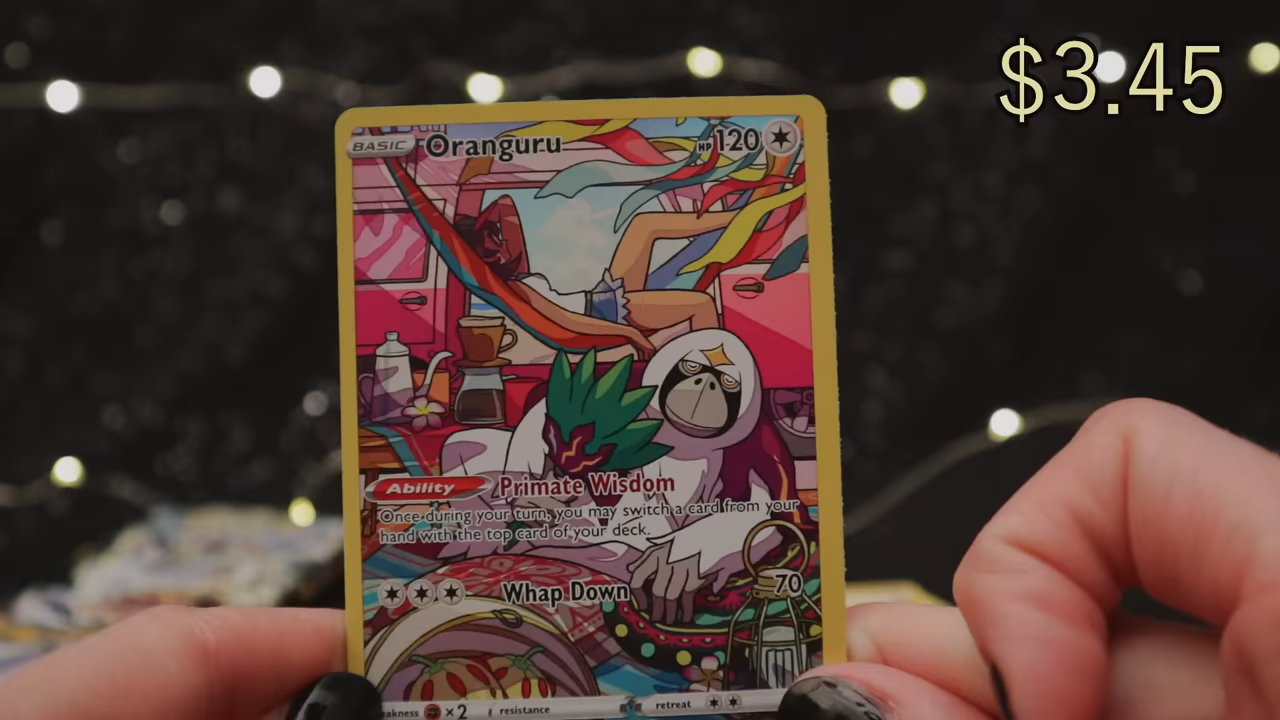 $3.45
BASIC Oranguru HP 120
Ability Primate Wisdom
Once during your turn, you may switch a card from your
hand with the top card of your deck.
Whap Down 70
weakness ×2 resistance retreat